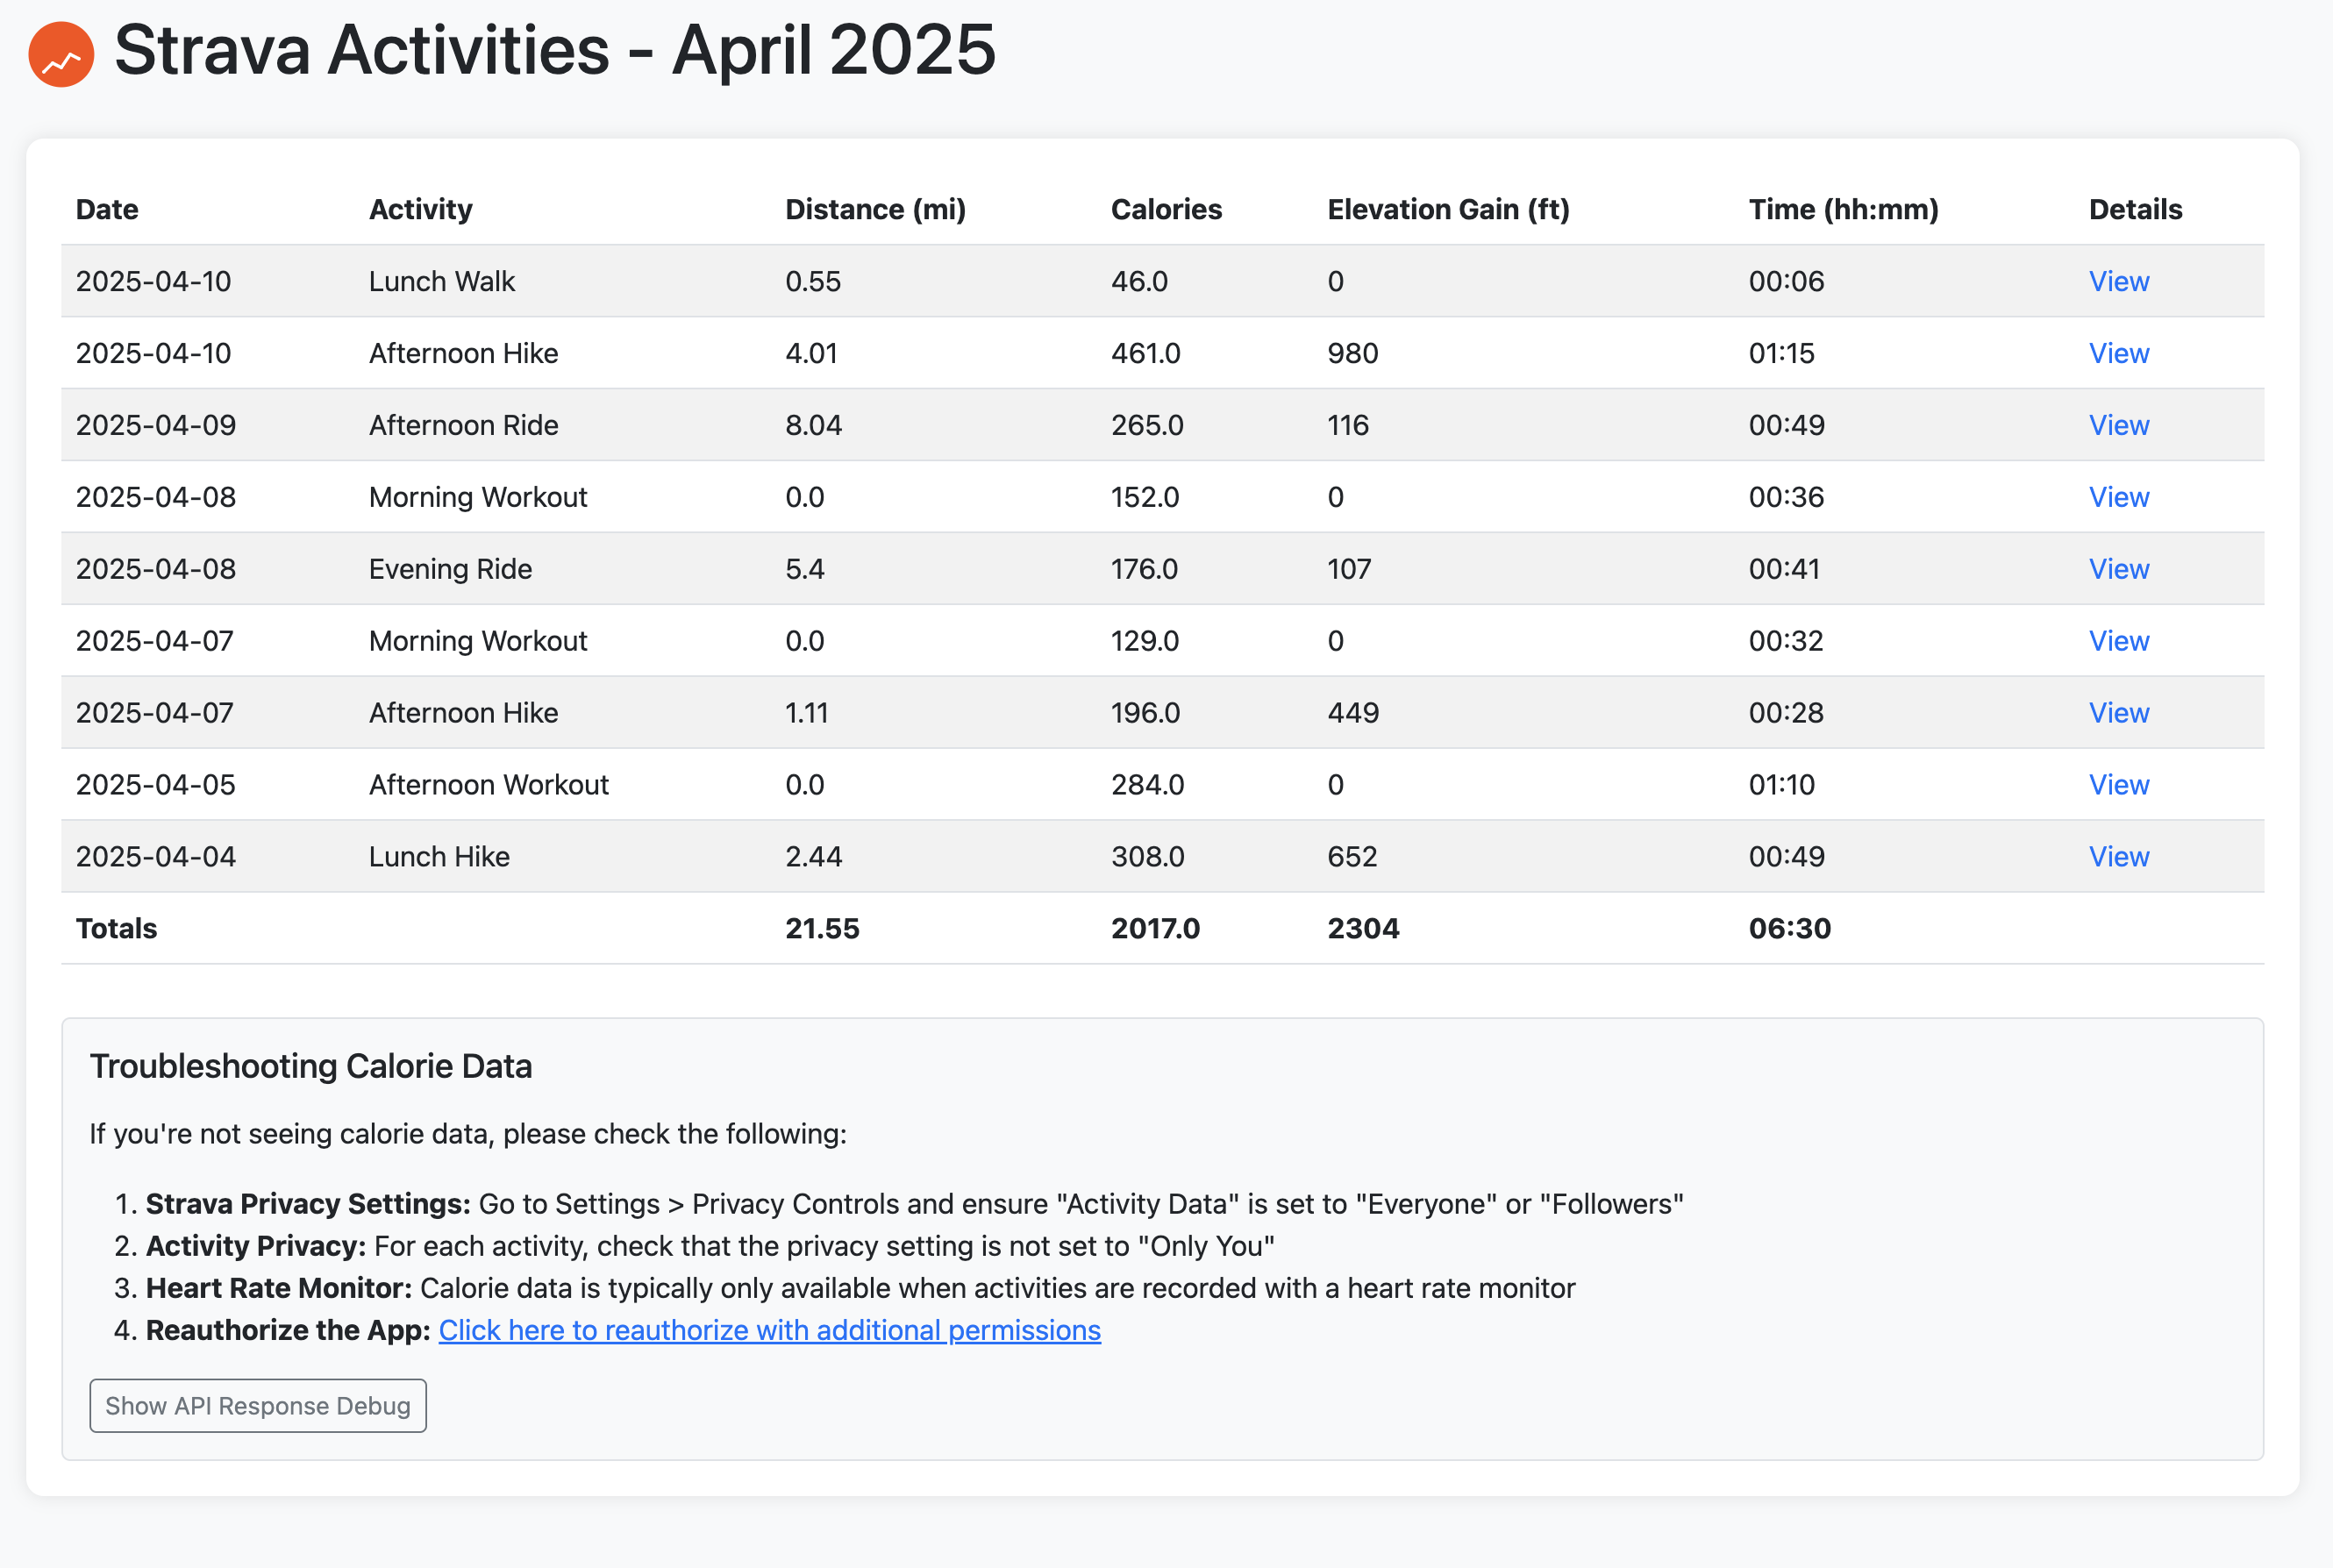 Strava Activities - April 2025
Date Activity Distance (mi) Calories Elevation Gain (ft) Time (hh:mm) Details
2025-04-10 Lunch Walk 0.55 46.0 0 00:06 View
2025-04-10 Afternoon Hike 4.01 461.0 980 01:15 View
2025-04-09 Afternoon Ride 8.04 265.0 116 00:49 View
2025-04-08 Morning Workout 0.0 152.0 0 00:36 View
2025-04-08 Evening Ride 5.4 176.0 107 00:41 View
2025-04-07 Morning Workout 0.0 129.0 0 00:32 View
2025-04-07 Afternoon Hike 1.11 196.0 449 00:28 View
2025-04-05 Afternoon Workout 0.0 284.0 0 01:10 View
2025-04-04 Lunch Hike 2.44 308.0 652 00:49 View
Totals 21.55 2017.0 2304 06:30
Troubleshooting Calorie Data
If you're not seeing calorie data, please check the following:
1. Strava Privacy Settings: Go to Settings > Privacy Controls and ensure "Activity Data" is set to "Everyone" or "Followers"
2. Activity Privacy: For each activity, check that the privacy setting is not set to "Only You"
3. Heart Rate Monitor: Calorie data is typically only available when activities are recorded with a heart rate monitor
4. Reauthorize the App: Click here to reauthorize with additional permissions
Show API Response Debug